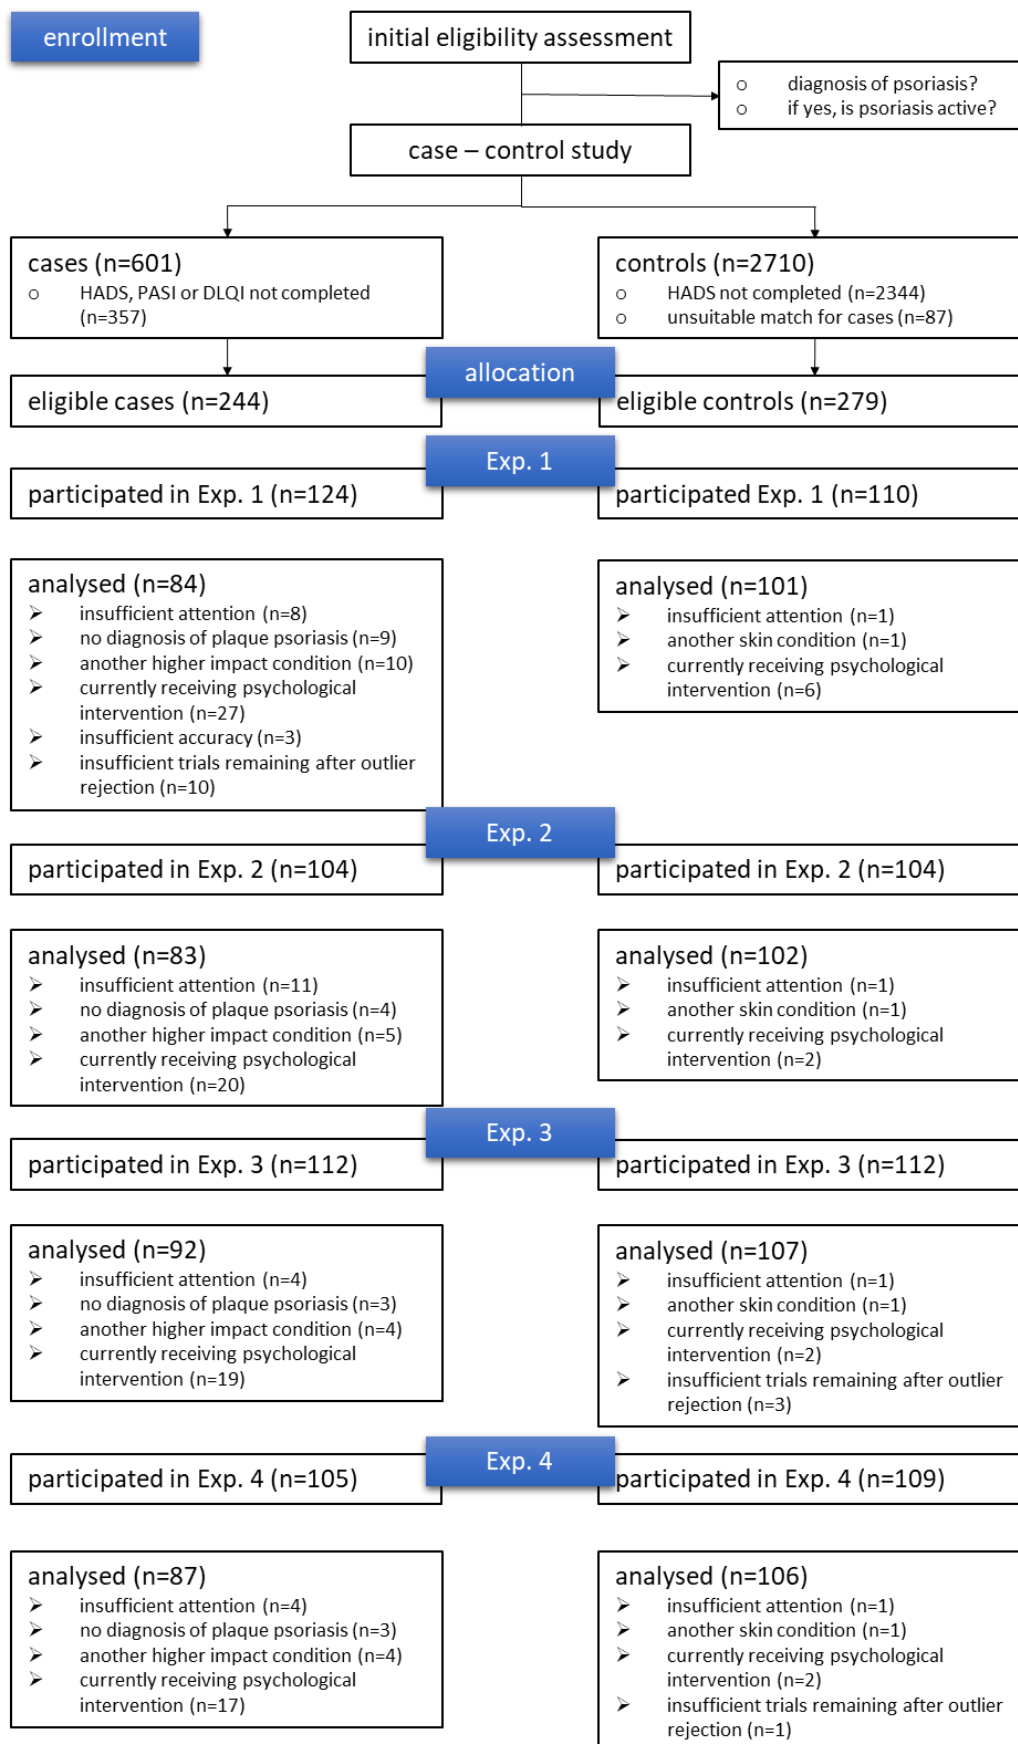 enrollment
initial eligibility assessment
o diagnosis of psoriasis?
o if yes, is psoriasis active?
case – control study
cases (n=601)
o HADS, PASI or DLQI not completed
(n=357)
controls (n=2710)
o HADS not completed (n=2344)
o unsuitable match for cases (n=87)
allocation
eligible cases (n=244)
eligible controls (n=279)
Exp. 1
participated in Exp. 1 (n=124)
participated Exp. 1 (n=110)
analysed (n=84)
➢ insufficient attention (n=8)
➢ no diagnosis of plaque psoriasis (n=9)
➢ another higher impact condition (n=10)
➢ currently receiving psychological
intervention (n=27)
➢ insufficient accuracy (n=3)
➢ insufficient trials remaining after outlier
rejection (n=10)
analysed (n=101)
➢ insufficient attention (n=1)
➢ another skin condition (n=1)
➢ currently receiving psychological
intervention (n=6)
Exp. 2
participated in Exp. 2 (n=104)
participated in Exp. 2 (n=104)
analysed (n=83)
➢ insufficient attention (n=11)
➢ no diagnosis of plaque psoriasis (n=4)
➢ another higher impact condition (n=5)
➢ currently receiving psychological
intervention (n=20)
analysed (n=102)
➢ insufficient attention (n=1)
➢ another skin condition (n=1)
➢ currently receiving psychological
intervention (n=2)
Exp. 3
participated in Exp. 3 (n=112)
participated in Exp. 3 (n=112)
analysed (n=92)
➢ insufficient attention (n=4)
➢ no diagnosis of plaque psoriasis (n=3)
➢ another higher impact condition (n=4)
➢ currently receiving psychological
intervention (n=19)
analysed (n=107)
➢ insufficient attention (n=1)
➢ another skin condition (n=1)
➢ currently receiving psychological
intervention (n=2)
➢ insufficient trials remaining after outlier
rejection (n=3)
Exp. 4
participated in Exp. 4 (n=105)
participated in Exp. 4 (n=109)
analysed (n=87)
➢ insufficient attention (n=4)
➢ no diagnosis of plaque psoriasis (n=3)
➢ another higher impact condition (n=4)
➢ currently receiving psychological
intervention (n=17)
analysed (n=106)
➢ insufficient attention (n=1)
➢ another skin condition (n=1)
➢ currently receiving psychological
intervention (n=2)
➢ insufficient trials remaining after outlier
rejection (n=1)